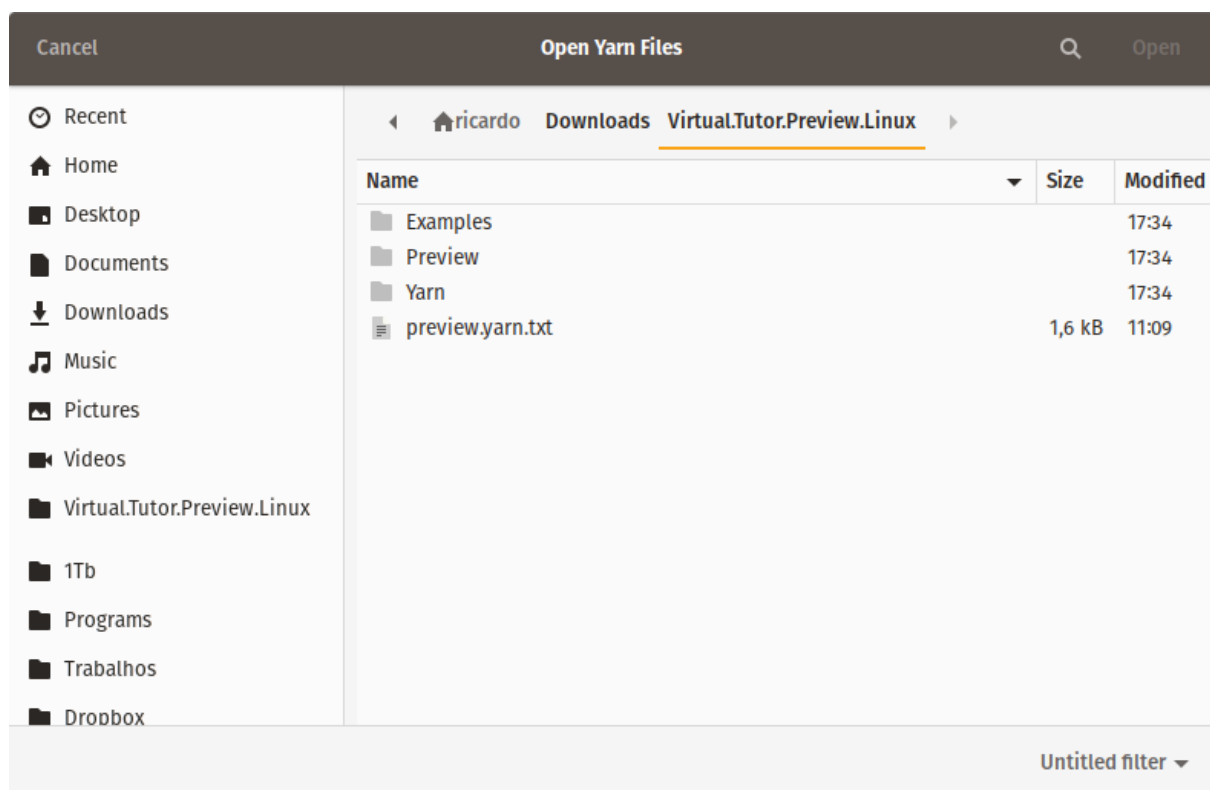 Cancel Open Yarn Files Open
Recent
Home
Desktop
Documents
Downloads
Music
Pictures
Videos
Virtual.Tutor.Preview.Linux
1Tb
Programs
Trabalhos
Dropbox
ricardo Downloads Virtual.Tutor.Preview.Linux
Name Size Modified
Examples 17:34
Preview 17:34
Yarn 17:34
preview.yarn.txt 1,6 kB 11:09
Untitled filter